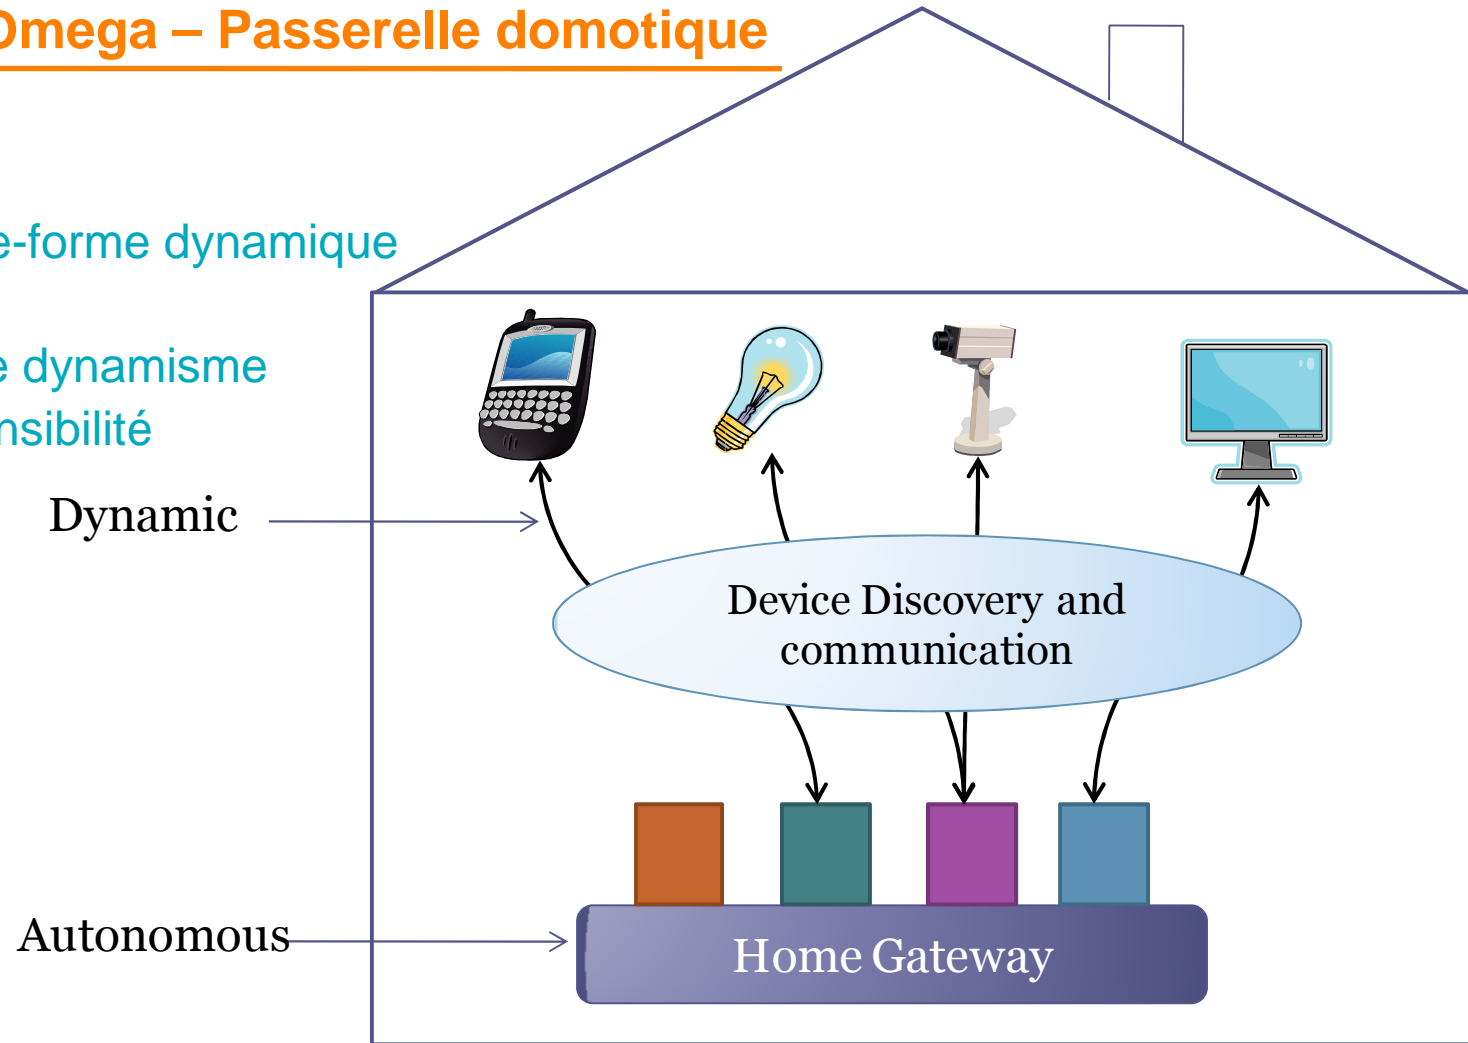 Omega – Passerelle domotique
e-forme dynamique
e dynamisme
nsibilité
Dynamic
Device Discovery and
communication
Autonomous
Home Gateway